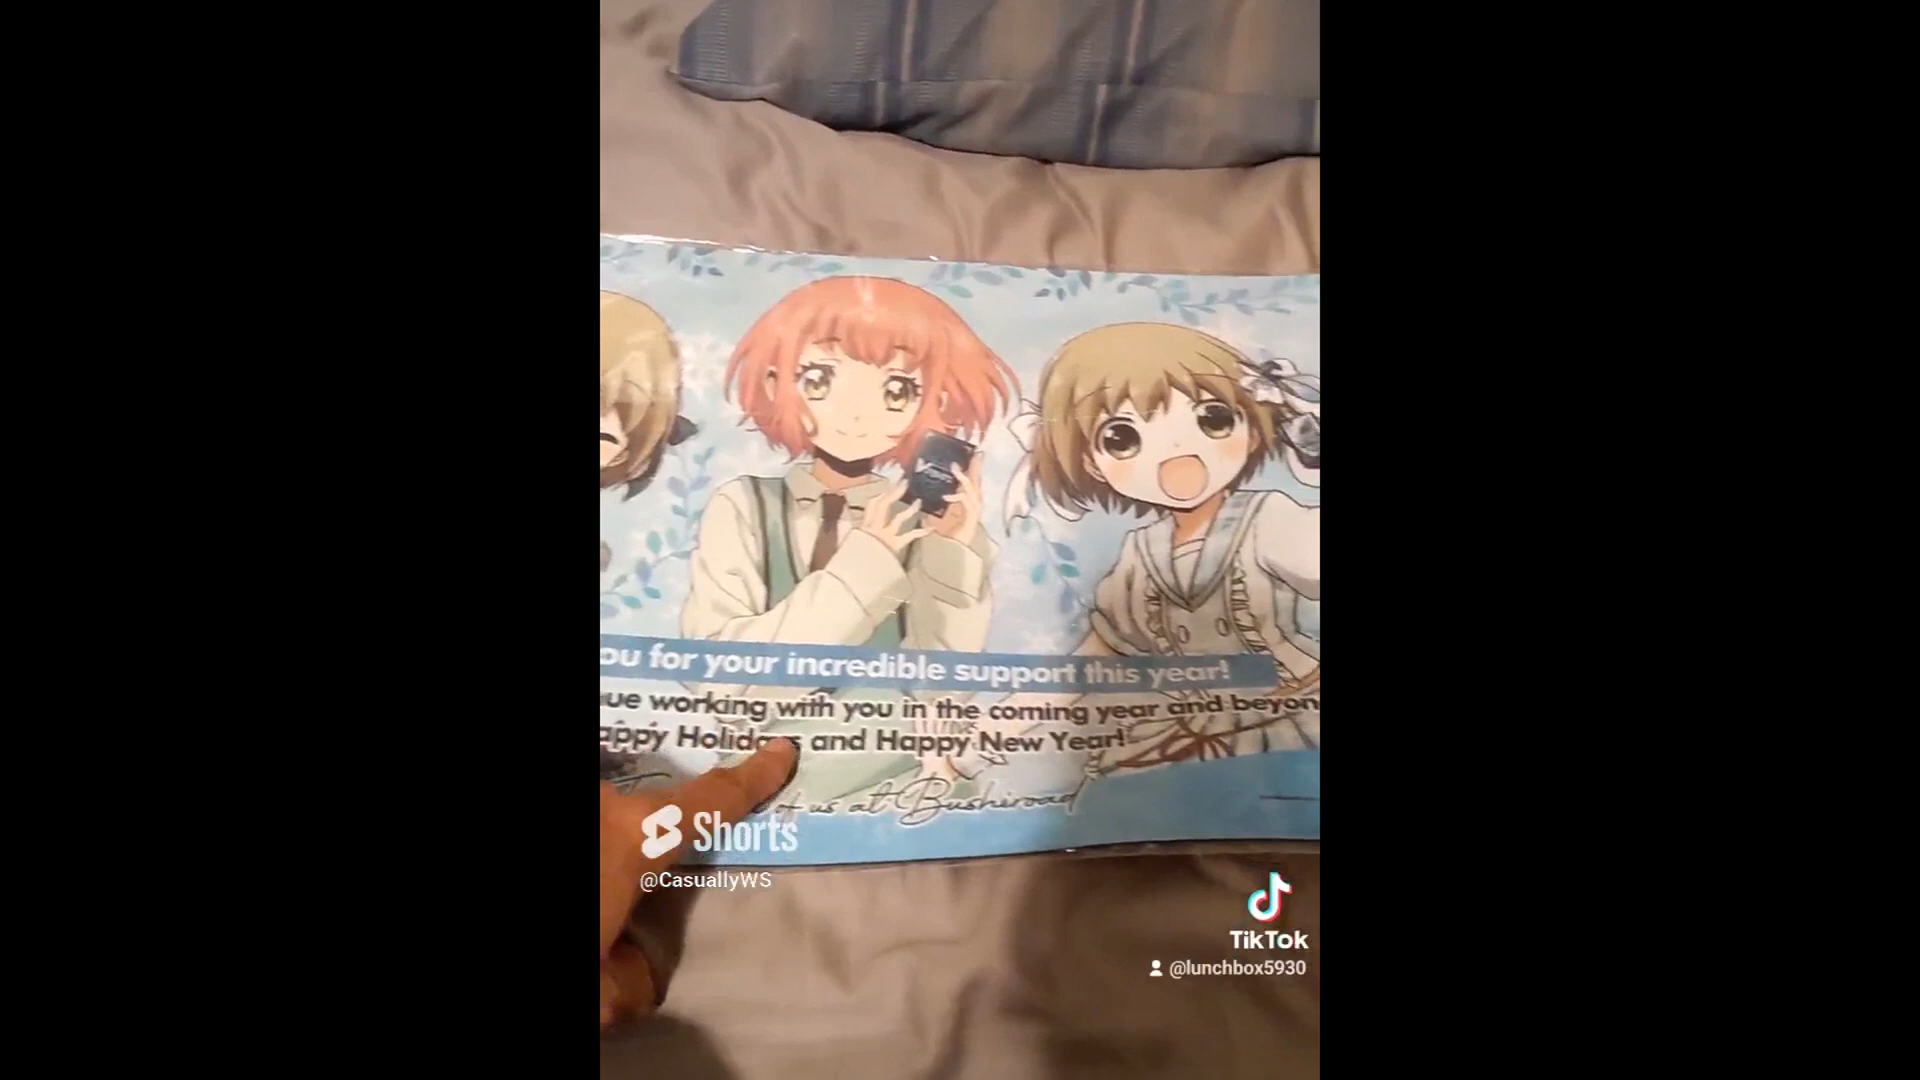 ou for your incredible support this year!
ue working with you in the coming year and beyon
appy Holidays and Happy New Year!
of us at Bushiroad
Shorts
@CasuallyWS
TikTok
@lunchbox5930